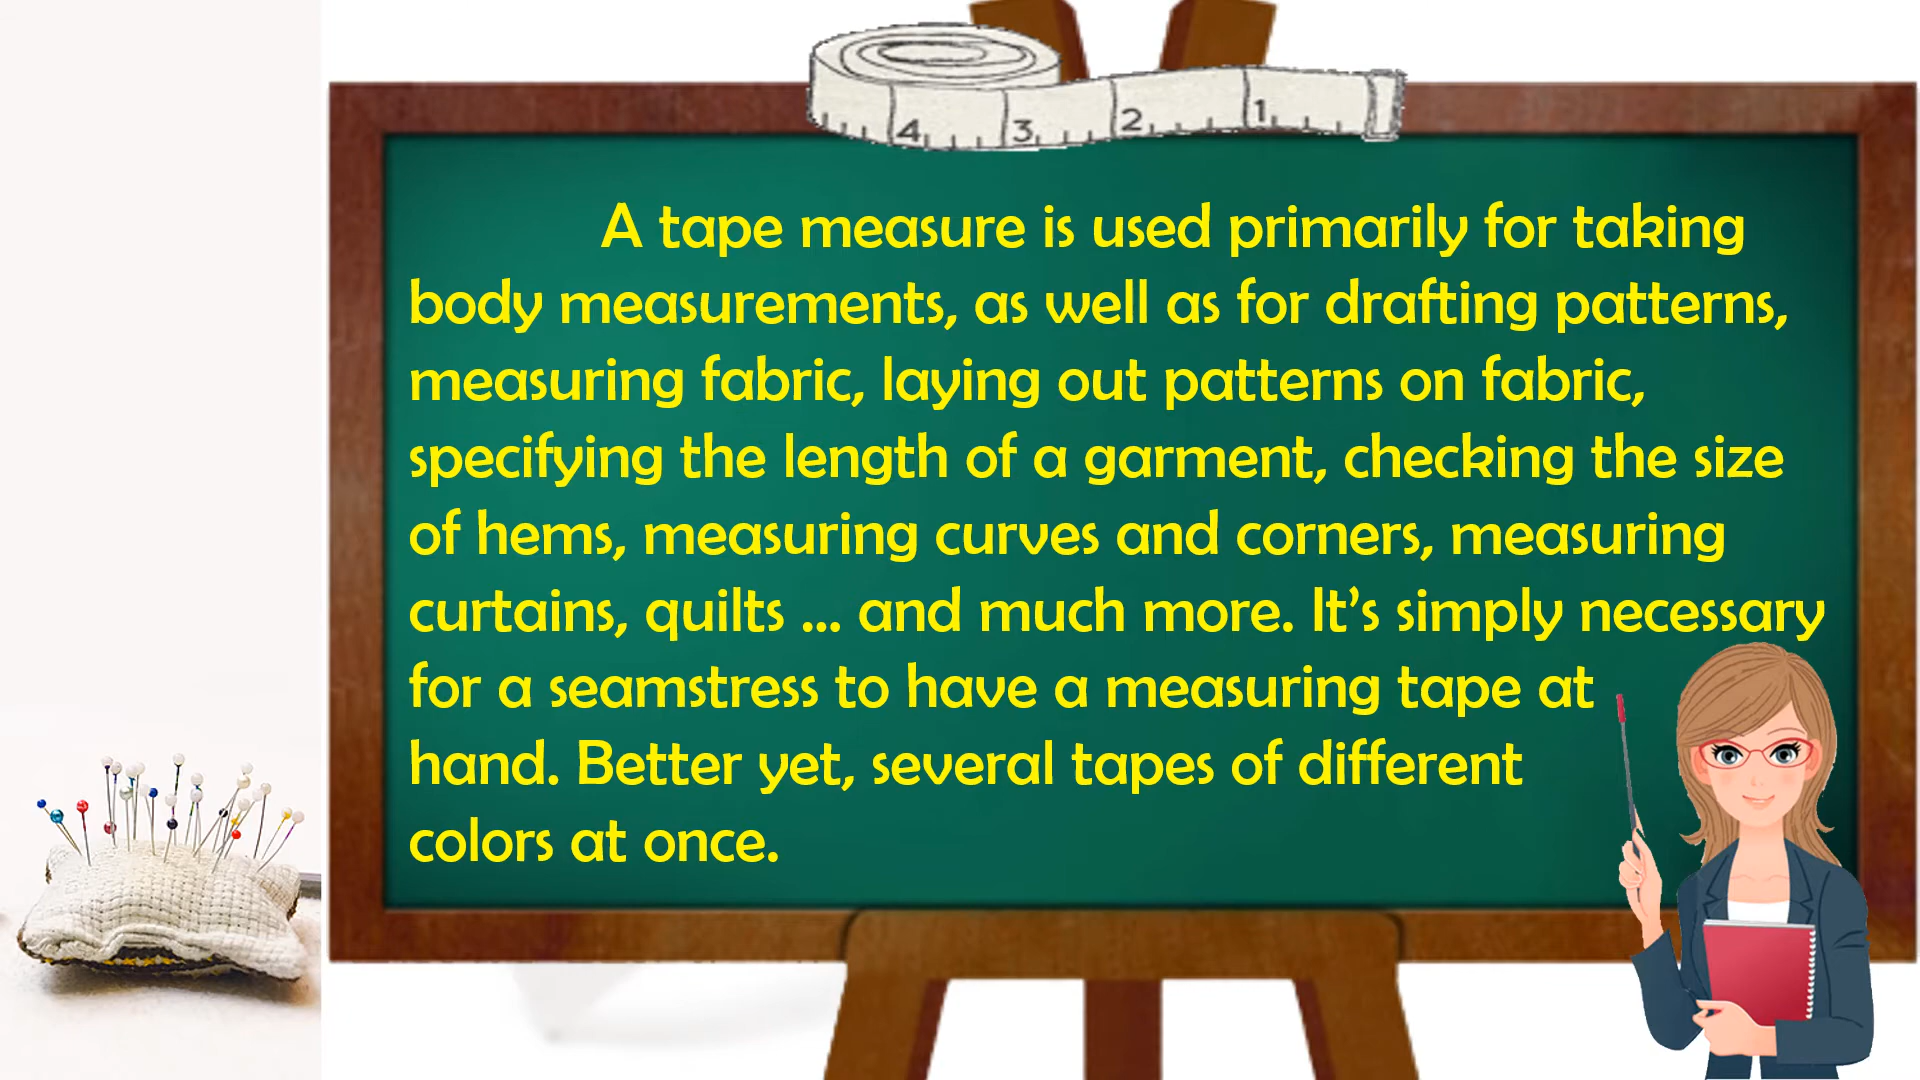 4 3 2 1
A tape measure is used primarily for taking
body measurements, as well as for drafting patterns,
measuring fabric, laying out patterns on fabric,
specifying the length of a garment, checking the size
of hems, measuring curves and corners, measuring
curtains, quilts ... and much more. It’s simply necessary
for a seamstress to have a measuring tape at
hand. Better yet, several tapes of different
colors at once.